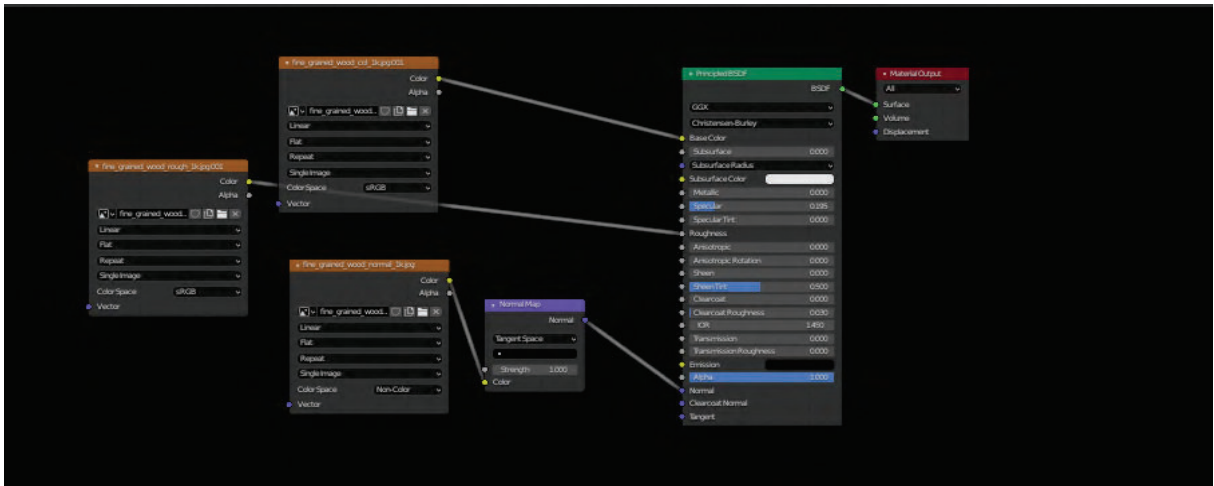 fine_grained_wood_col_1k.jpg.001
Color
Alpha
fine_grained_wood...
Linear
Flat
Repeat
Single Image
Color Space sRGB
Vector
fine_grained_wood_rough_1k.jpg.001
Color
Alpha
fine_grained_wood...
Linear
Flat
Repeat
Single Image
Color Space sRGB
Vector
fine_grained_wood_normal_1k.jpg
Color
Alpha
fine_grained_wood...
Linear
Flat
Repeat
Single Image
Color Space Non-Color
Vector
Normal Map
Normal
Tangent Space
Strength 1.000
Color
Principled BSDF
BSDF
GGX
Christensen-Burley
Base Color
Subsurface 0.000
Subsurface Radius
Subsurface Color
Metallic 0.000
Specular 0.195
Specular Tint 0.000
Roughness
Anisotropic 0.000
Anisotropic Rotation 0.000
Sheen 0.000
Sheen Tint 0.500
Clearcoat 0.000
Clearcoat Roughness 0.030
IOR 1.450
Transmission 0.000
Transmission Roughness 0.000
Emission
Alpha 1.000
Normal
Clearcoat Normal
Tangent
Material Output
All
Surface
Volume
Displacement